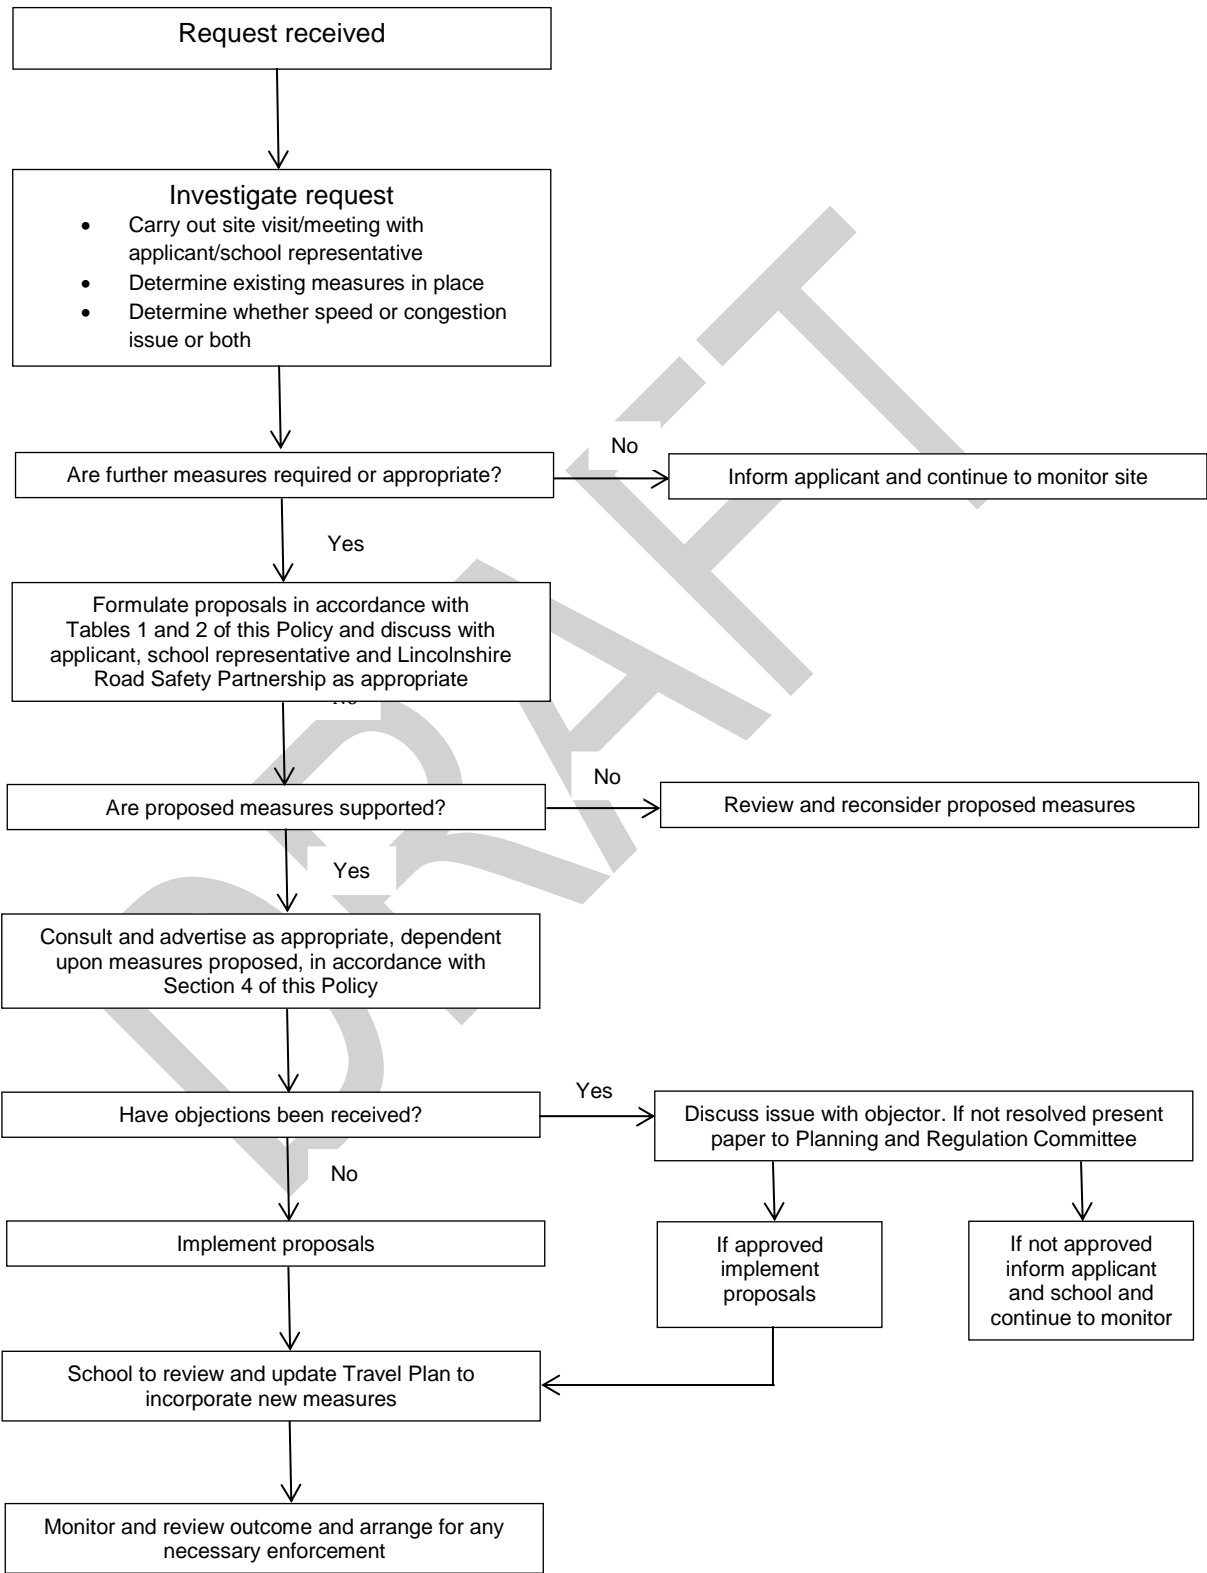 Request received
Investigate request
• Carry out site visit/meeting with
applicant/school representative
• Determine existing measures in place
• Determine whether speed or congestion
issue or both
No
Are further measures required or appropriate?
Inform applicant and continue to monitor site
Yes
Formulate proposals in accordance with
Tables 1 and 2 of this Policy and discuss with
applicant, school representative and Lincolnshire
Road Safety Partnership as appropriate
No
Are proposed measures supported?
Review and reconsider proposed measures
Yes
Consult and advertise as appropriate, dependent
upon measures proposed, in accordance with
Section 4 of this Policy
Yes
Have objections been received?
Discuss issue with objector. If not resolved present
paper to Planning and Regulation Committee
No
Implement proposals
If approved
implement
proposals
If not approved
inform applicant
and school and
continue to monitor
School to review and update Travel Plan to
incorporate new measures
Monitor and review outcome and arrange for any
necessary enforcement
DRAFT